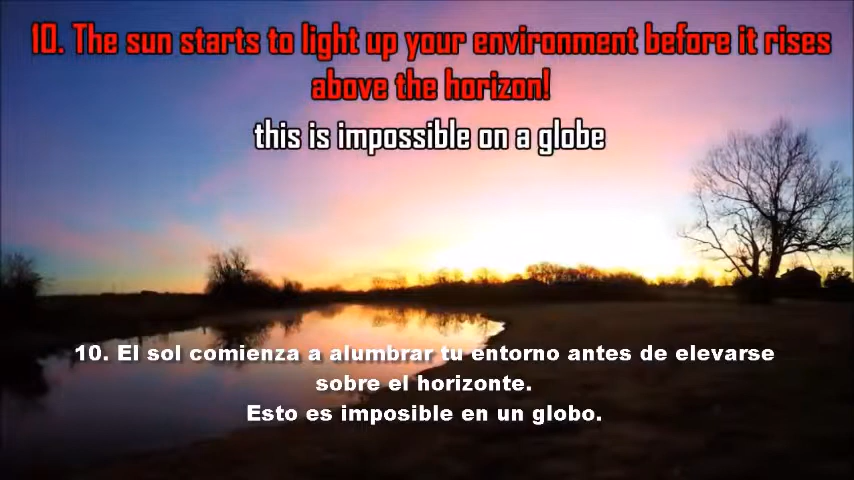 10. The sun starts to light up your environment before it rises
above the horizon!
this is impossible on a globe
10. El sol comienza a alumbrar tu entorno antes de elevarse
sobre el horizonte.
Esto es imposible en un globo.